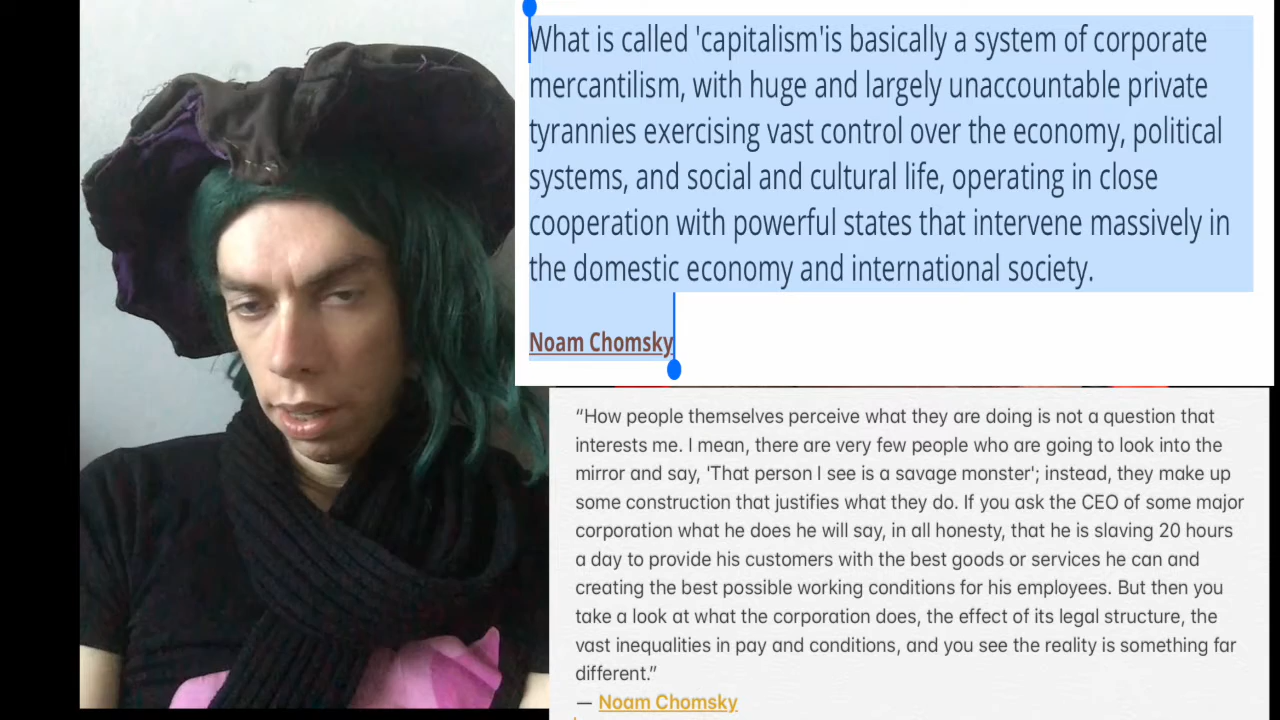 What is called 'capitalism'is basically a system of corporate
mercantilism, with huge and largely unaccountable private
tyrannies exercising vast control over the economy, political
systems, and social and cultural life, operating in close
cooperation with powerful states that intervene massively in
the domestic economy and international society.
Noam Chomsky
“How people themselves perceive what they are doing is not a question that
interests me. I mean, there are very few people who are going to look into the
mirror and say, 'That person I see is a savage monster'; instead, they make up
some construction that justifies what they do. If you ask the CEO of some major
corporation what he does he will say, in all honesty, that he is slaving 20 hours
a day to provide his customers with the best goods or services he can and
creating the best possible working conditions for his employees. But then you
take a look at what the corporation does, the effect of its legal structure, the
vast inequalities in pay and conditions, and you see the reality is something far
different.”
— Noam Chomsky